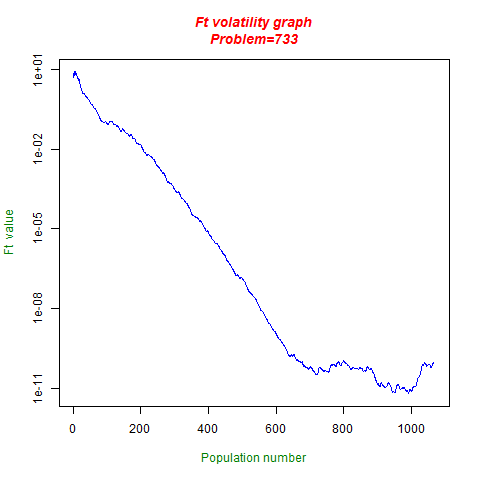 Ft volatility graph
Problem=733
1e+01
1e-02
1e-05
1e-08
1e-11
Ft value
0 200 400 600 800 1000
Population number